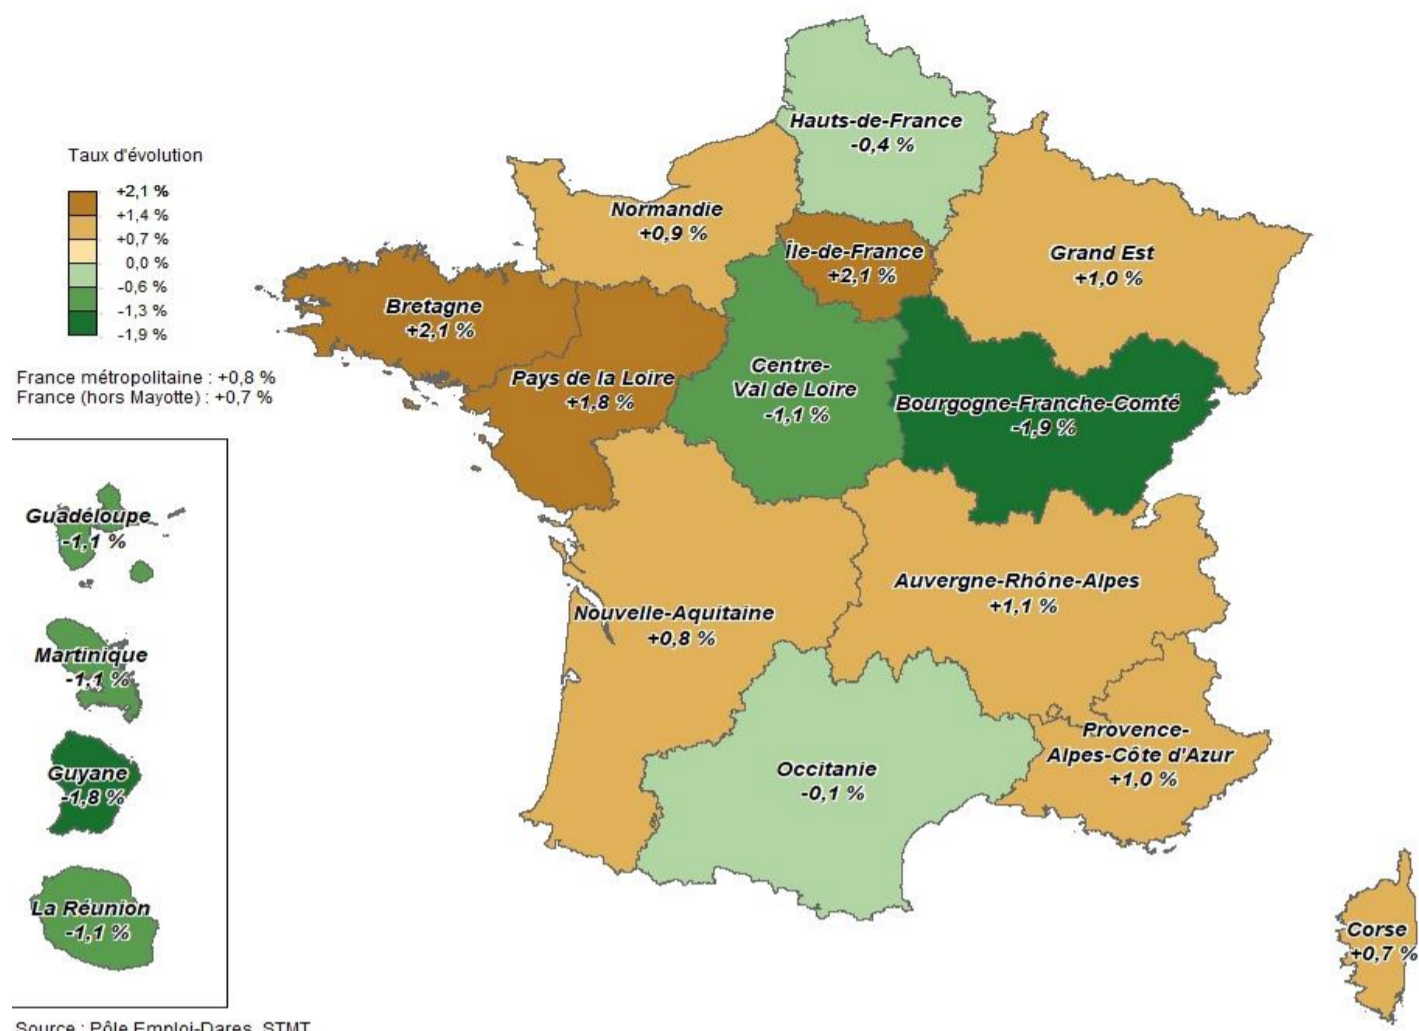 Taux d'évolution
+2,1 %
+1,4 %
+0,7 %
0,0 %
-0,6 %
-1,3 %
-1,9 %
France métropolitaine : +0,8 %
France (hors Mayotte) : +0,7 %
Hauts-de-France
-0,4 %
Normandie
+0,9 %
Île-de-France
+2,1 %
Grand Est
+1,0 %
Bretagne
+2,1 %
Pays de la Loire
+1,8 %
Centre-
Val de Loire
-1,1 %
Bourgogne-Franche-Comté
-1,9 %
Nouvelle-Aquitaine
+0,8 %
Auvergne-Rhône-Alpes
+1,1 %
Occitanie
-0,1 %
Provence-
Alpes-Côte d'Azur
+1,0 %
Corse
+0,7 %
Guadéloupe
-1,1 %
Martinique
-1,1 %
Guyane
-1,8 %
La Réunion
-1,1 %
Source : Pôle Emploi-Dares, STMT